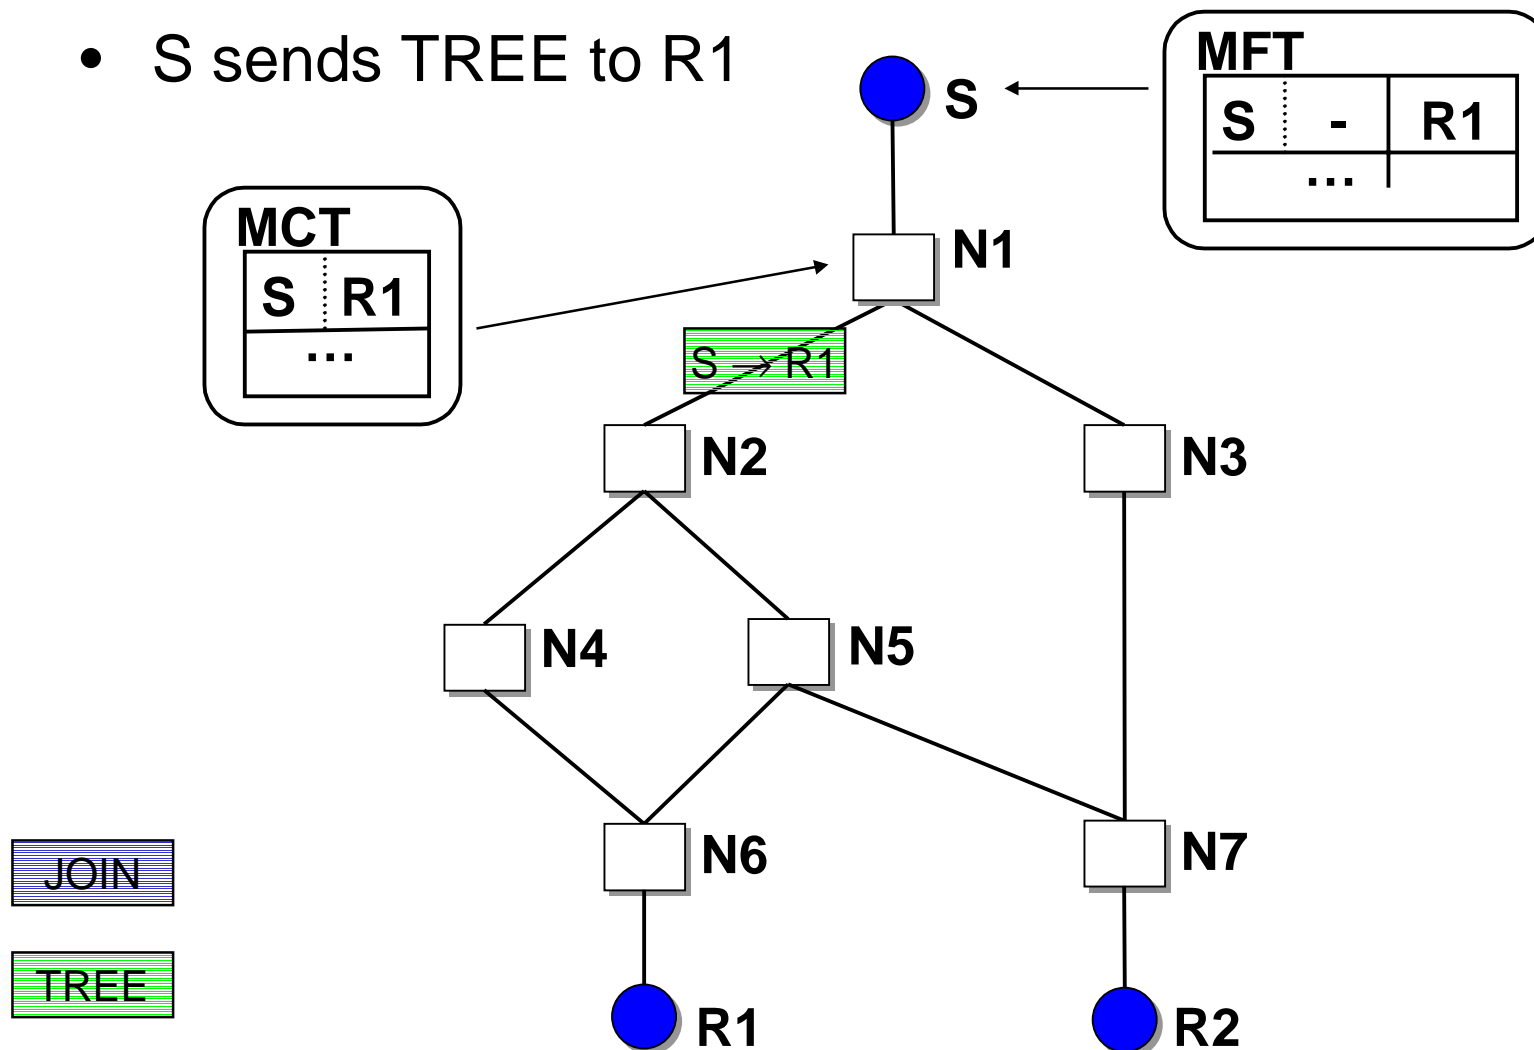 • S sends TREE to R1
S
MFT
S - R1
...
MCT
S R1
...
N1
S → R1
N2
N3
N4
N5
N6
N7
JOIN
TREE
R1
R2